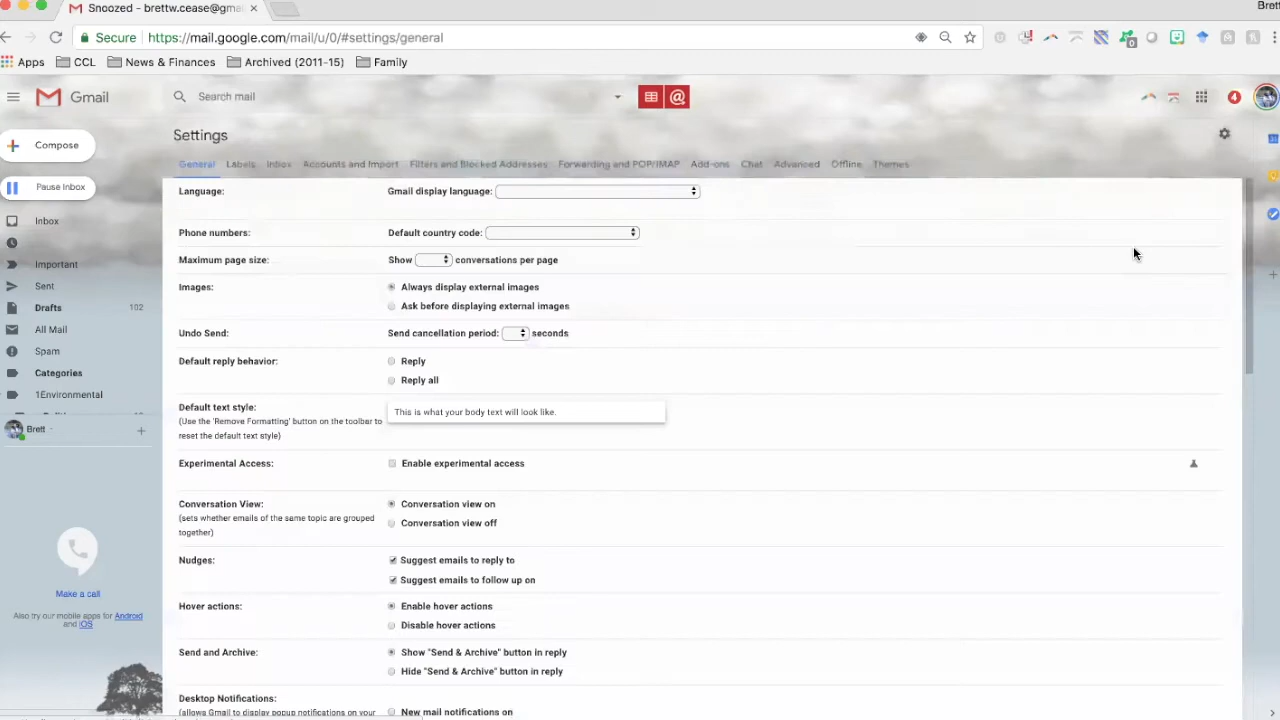 Snoozed - brettw.cease@gmai
Brett
Secure https://mail.google.com/mail/u/0/#settings/general
Apps CCL News & Finances Archived (2011-15) Family
Gmail Search mail
Settings
Compose
Pause Inbox
Inbox
Important
Sent
Drafts 102
All Mail
Spam
Categories
1Environmental
Brett
Make a call
Also try our mobile apps for Android
and iOS
General Labels Inbox Accounts and Import Filters and Blocked Addresses Forwarding and POP/IMAP Add-ons Chat Advanced Offline Themes
Language: Gmail display language:
Phone numbers: Default country code:
Maximum page size: Show conversations per page
Images: Always display external images
Ask before displaying external images
Undo Send: Send cancellation period: seconds
Default reply behavior: Reply
Reply all
Default text style:
(Use the 'Remove Formatting' button on the toolbar to
reset the default text style)
This is what your body text will look like.
Experimental Access: Enable experimental access
Conversation View:
(sets whether emails of the same topic are grouped
together)
Conversation view on
Conversation view off
Nudges: Suggest emails to reply to
Suggest emails to follow up on
Hover actions: Enable hover actions
Disable hover actions
Send and Archive: Show "Send & Archive" button in reply
Hide "Send & Archive" button in reply
Desktop Notifications:
(allows Gmail to display popup notifications on your
New mail notifications on